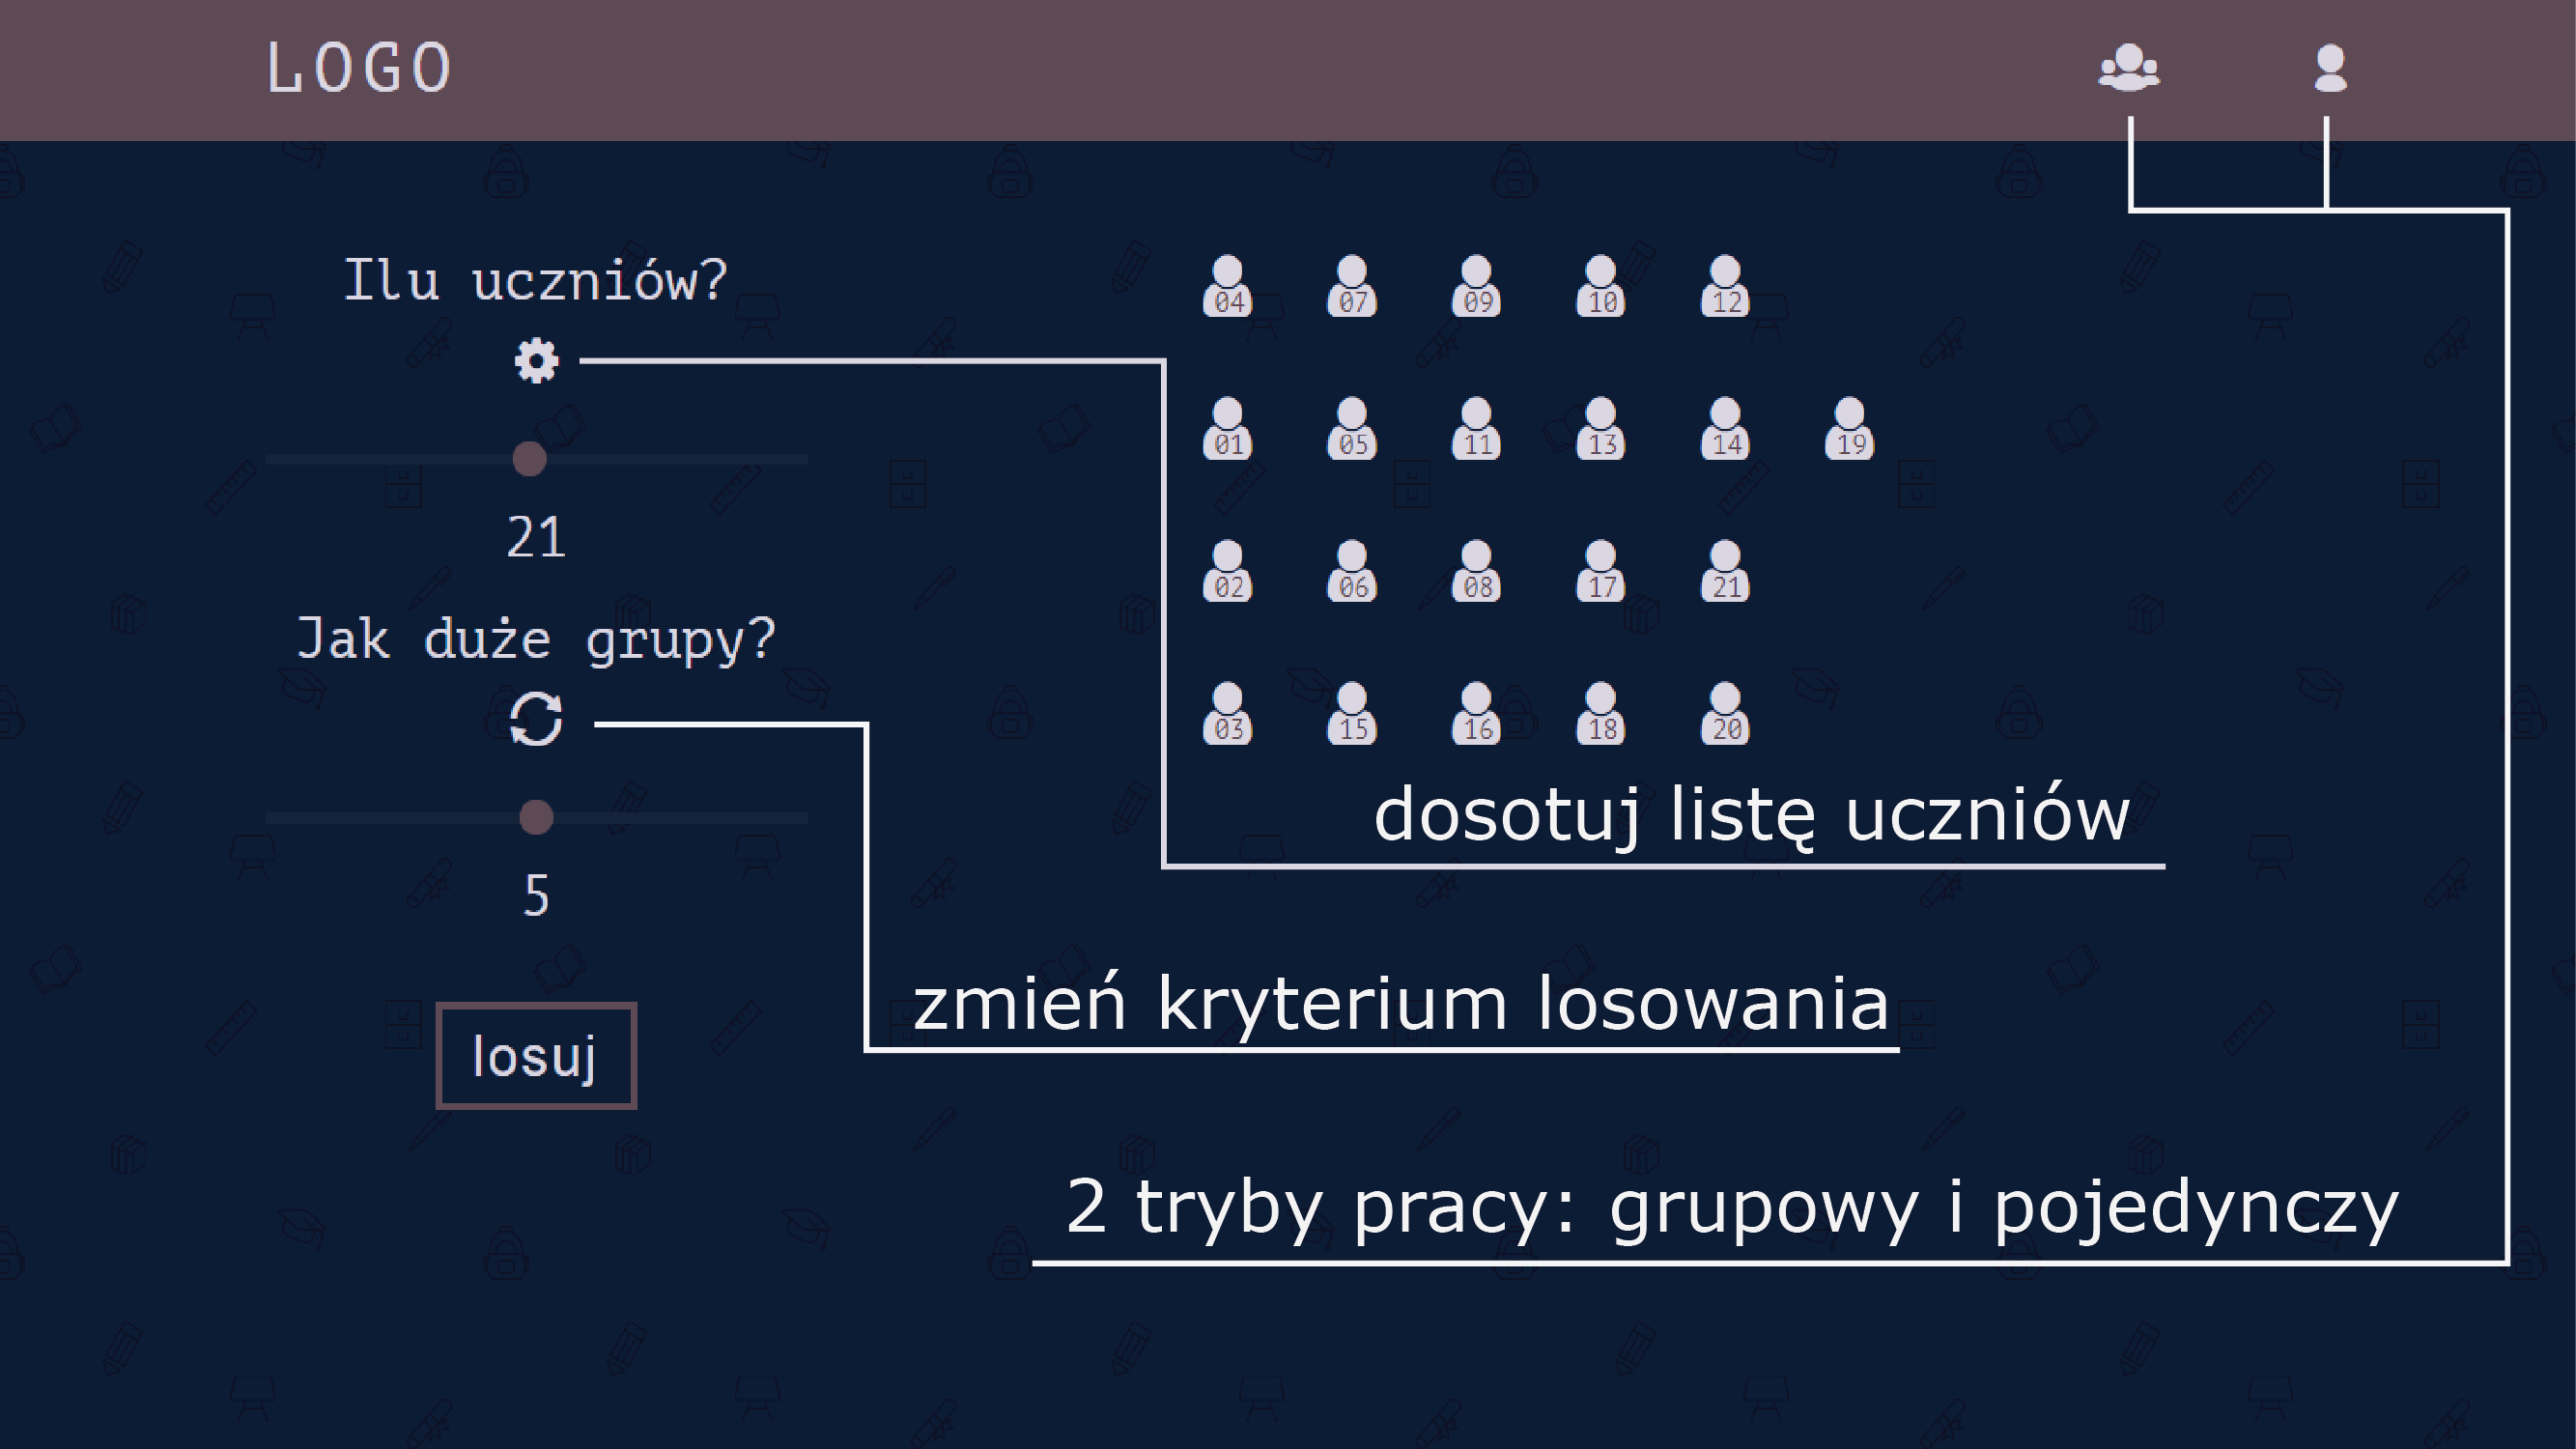 LOGO
Ilu uczniów?
21
Jak duże grupy?
5
losuj
04 07 09 10 12
01 05 11 13 14 19
02 06 08 17 21
03 15 16 18 20
dosotuj listę uczniów
zmień kryterium losowania
2 tryby pracy: grupowy i pojedynczy